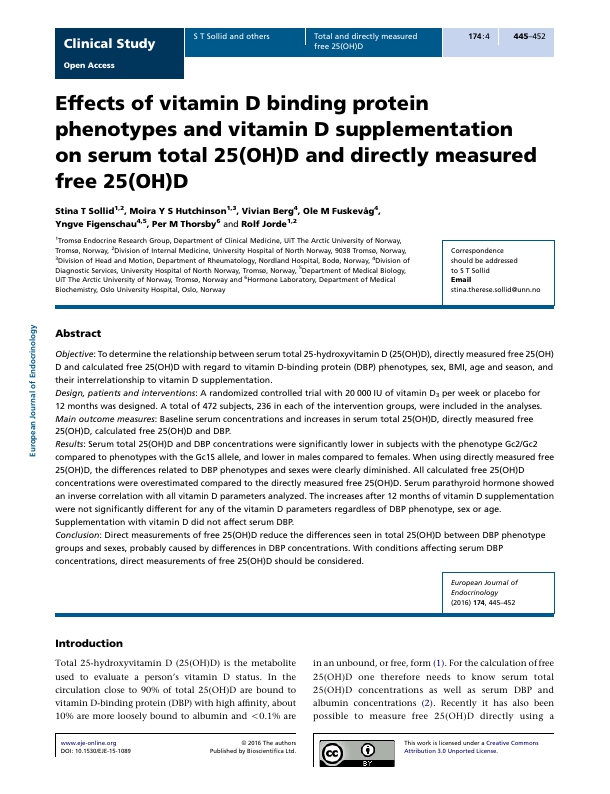 Clinical Study
Open Access
S T Sollid and others
Total and directly measured
free 25(OH)D
174:4
445–452
Effects of vitamin D binding protein
phenotypes and vitamin D supplementation
on serum total 25(OH)D and directly measured
free 25(OH)D
Stina T Sollid1,2, Moira Y S Hutchinson1,3, Vivian Berg4, Ole M Fuskevåg4,
Yngve Figenschau4,5, Per M Thorsby6 and Rolf Jorde1,2
1Tromsø Endocrine Research Group, Department of Clinical Medicine, UiT The Arctic University of Norway,
Tromsø, Norway, 2Division of Internal Medicine, University Hospital of North Norway, 9038 Tromsø, Norway,
3Division of Head and Motion, Department of Rheumatology, Nordland Hospital, Bodø, Norway, 4Division of
Diagnostic Services, University Hospital of North Norway, Tromsø, Norway, 5Department of Medical Biology,
UiT The Arctic University of Norway, Tromsø, Norway and 6Hormone Laboratory, Department of Medical
Biochemistry, Oslo University Hospital, Oslo, Norway
Correspondence
should be addressed
to S T Sollid
Email
stina.therese.sollid@unn.no
European Journal of Endocrinology
Abstract
Objective: To determine the relationship between serum total 25-hydroxyvitamin D (25(OH)D), directly measured free 25(OH)
D and calculated free 25(OH)D with regard to vitamin D-binding protein (DBP) phenotypes, sex, BMI, age and season, and
their interrelationship to vitamin D supplementation.
Design, patients and interventions: A randomized controlled trial with 20 000 IU of vitamin D3 per week or placebo for
12 months was designed. A total of 472 subjects, 236 in each of the intervention groups, were included in the analyses.
Main outcome measures: Baseline serum concentrations and increases in serum total 25(OH)D, directly measured free
25(OH)D, calculated free 25(OH)D and DBP.
Results: Serum total 25(OH)D and DBP concentrations were significantly lower in subjects with the phenotype Gc2/Gc2
compared to phenotypes with the Gc1S allele, and lower in males compared to females. When using directly measured free
25(OH)D, the differences related to DBP phenotypes and sexes were clearly diminished. All calculated free 25(OH)D
concentrations were overestimated compared to the directly measured free 25(OH)D. Serum parathyroid hormone showed
an inverse correlation with all vitamin D parameters analyzed. The increases after 12 months of vitamin D supplementation
were not significantly different for any of the vitamin D parameters regardless of DBP phenotype, sex or age.
Supplementation with vitamin D did not affect serum DBP.
Conclusion: Direct measurements of free 25(OH)D reduce the differences seen in total 25(OH)D between DBP phenotype
groups and sexes, probably caused by differences in DBP concentrations. With conditions affecting serum DBP
concentrations, direct measurements of free 25(OH)D should be considered.
European Journal of
Endocrinology
(2016) 174, 445–452
Introduction
Total 25-hydroxyvitamin D (25(OH)D) is the metabolite
used to evaluate a person's vitamin D status. In the
circulation close to 90% of total 25(OH)D are bound to
vitamin D-binding protein (DBP) with high affinity, about
10% are more loosely bound to albumin and <0.1% are
in an unbound, or free, form (1). For the calculation of free
25(OH)D one therefore needs to know serum total
25(OH)D concentrations as well as serum DBP and
albumin concentrations (2). Recently it has also been
possible to measure free 25(OH)D directly using a
www.eje-online.org
DOI: 10.1530/EJE-15-1089
© 2016 The authors
Published by Bioscientifica Ltd.
cc
BY
This work is licensed under a Creative Commons
Attribution 3.0 Unported License.